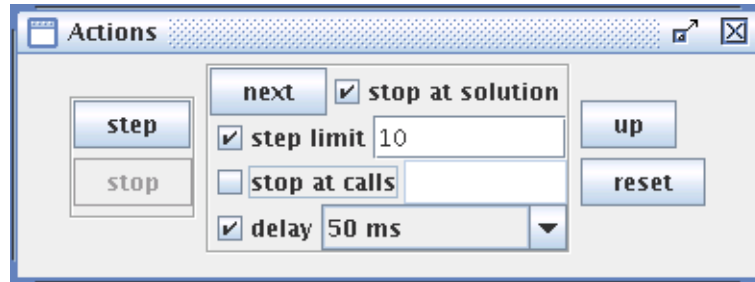 Actions
next stop at solution
step
step limit 10
up
stop
stop at calls
reset
delay 50 ms